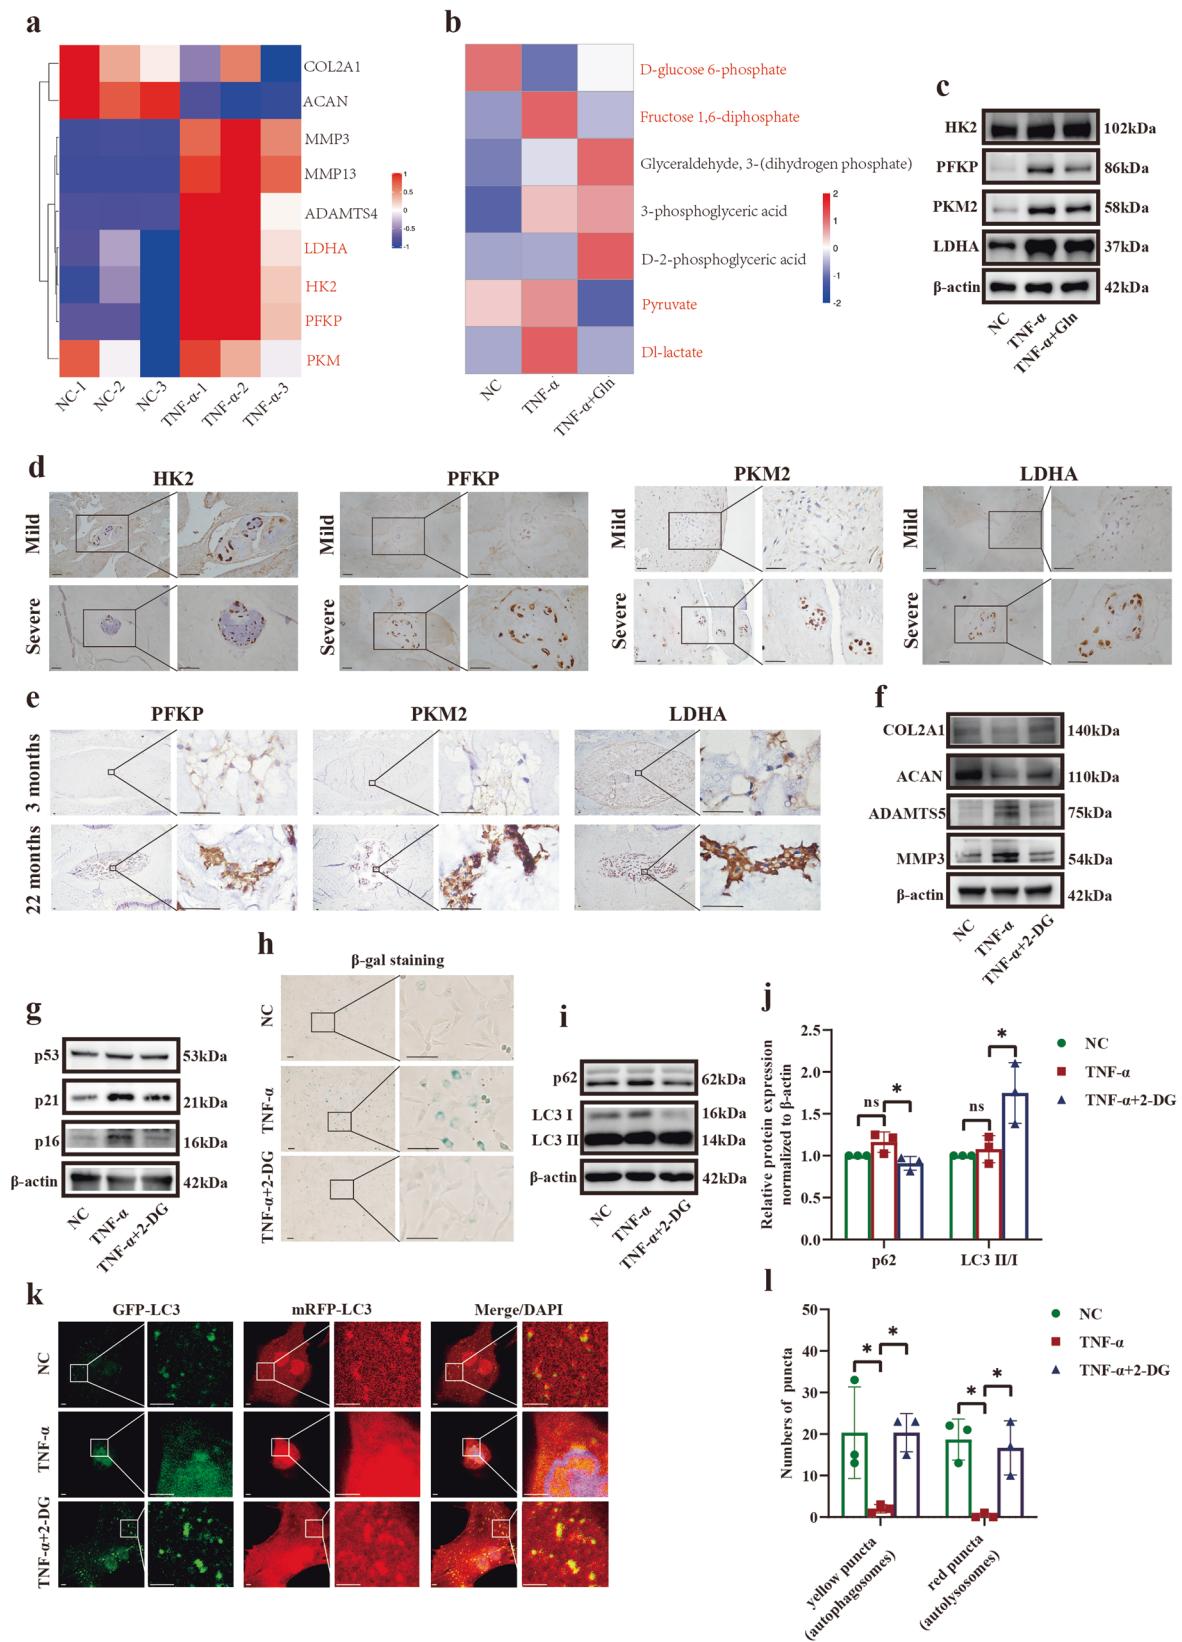 a
COL2A1
ACAN
MMP3
MMP13
ADAMTS4
LDHA
HK2
PFKP
PKM
1
0.5
0
-0.5
-1
NC-1
NC-2
NC-3
TNF-α-1
TNF-α-2
TNF-α-3
b
D-glucose 6-phosphate
Fructose 1,6-diphosphate
Glyceraldehyde, 3-(dihydrogen phosphate)
3-phosphoglyceric acid
D-2-phosphoglyceric acid
Pyruvate
Dl-lactate
2
1
0
-1
-2
NC
TNF-α
TNF-α+Gln
c
HK2 102kDa
PFKP 86kDa
PKM2 58kDa
LDHA 37kDa
β-actin 42kDa
NC
TNF-α
TNF-α+Gln
d
HK2
PFKP
PKM2
LDHA
Mild
Mild
Mild
Mild
Severe
Severe
Severe
Severe
e
PFKP
PKM2
LDHA
3 months
22 months
f
COL2A1 140kDa
ACAN 110kDa
ADAMTS5 75kDa
MMP3 54kDa
β-actin 42kDa
NC
TNF-α
TNF-α+2-DG
g
p53 53kDa
p21 21kDa
p16 16kDa
β-actin 42kDa
NC
TNF-α
TNF-α+2-DG
h
β-gal staining
NC
TNF-α
TNF-α+2-DG
i
p62 62kDa
LC3 I 16kDa
LC3 II 14kDa
β-actin 42kDa
NC
TNF-α
TNF-α+2-DG
j
Relative protein expression
normalized to β-actin
2.5
2.0
1.5
1.0
0.5
0.0
ns
*
ns
*
p62
LC3 II/I
NC
TNF-α
TNF-α+2-DG
k
GFP-LC3
mRFP-LC3
Merge/DAPI
NC
TNF-α
TNF-α+2-DG
l
Numbers of puncta
50
40
30
20
10
0
*
*
*
*
yellow puncta
(autophagosomes)
red puncta
(autolysosomes)
NC
TNF-α
TNF-α+2-DG